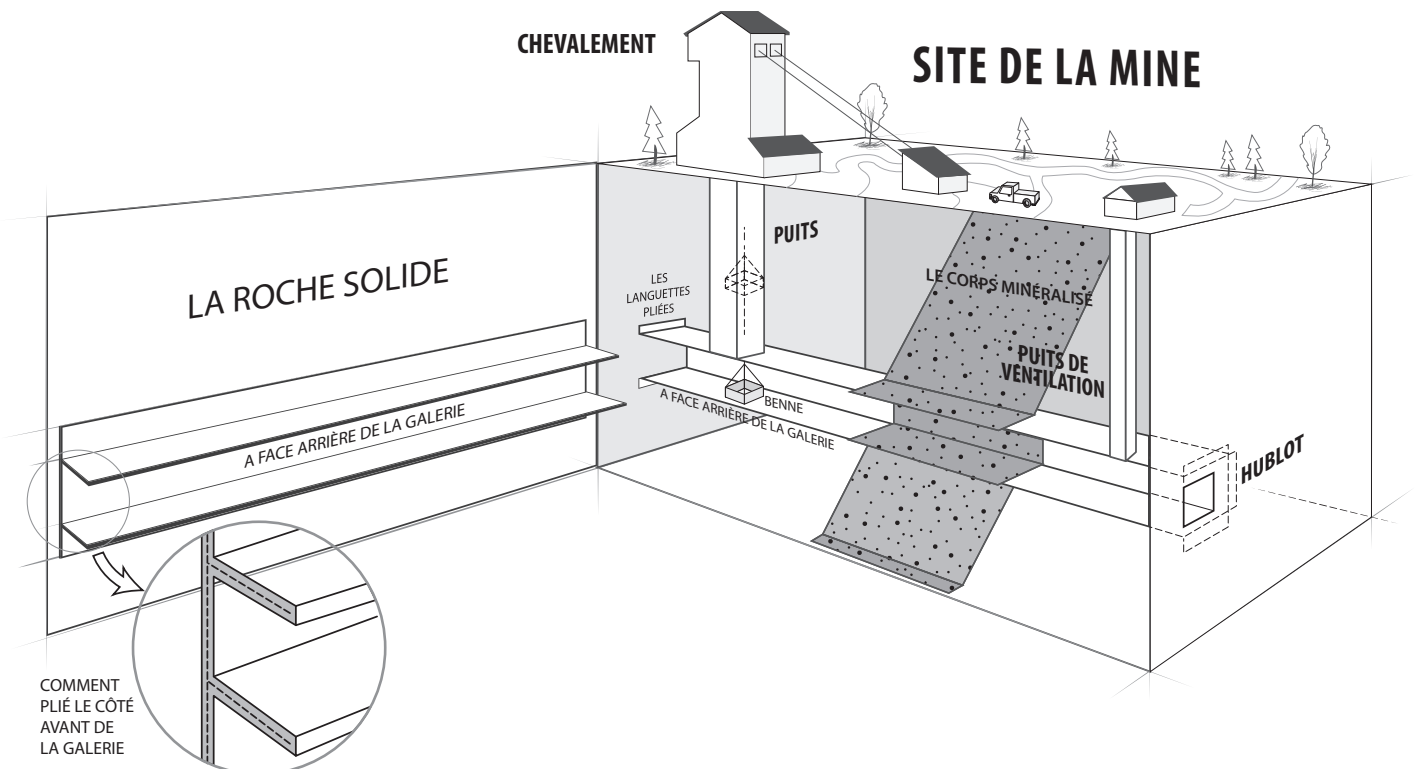 CHEVALEMENT
SITE DE LA MINE
LA ROCHE SOLIDE
LES
LANGUETTES
PLIÉES
PUITS
LE CORPS MINÉRALISÉ
PUITS DE
VENTILATION
BENNE
A FACE ARRIÈRE DE LA GALERIE
A FACE ARRIÈRE DE LA GALERIE
HUBLOT
COMMENT
PLIÉ LE CÔTÉ
AVANT DE
LA GALERIE